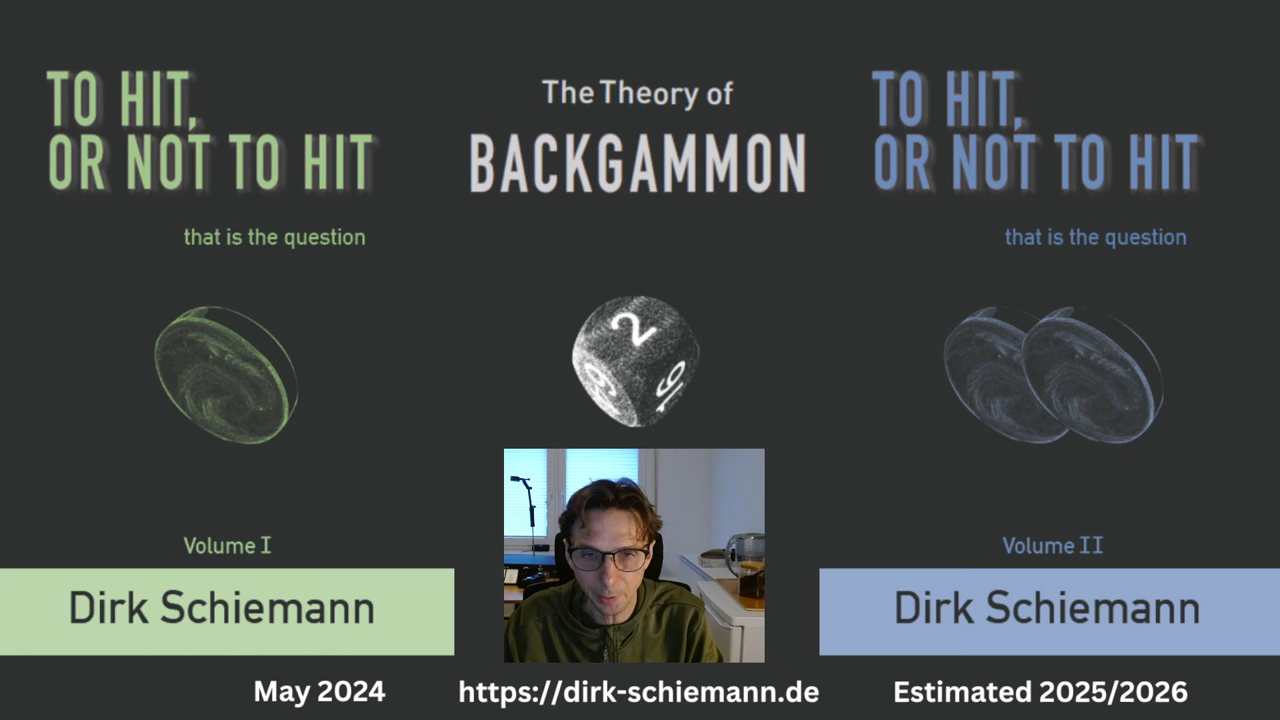 TO HIT,
OR NOT TO HIT
that is the question
Volume I
Dirk Schiemann
May 2024
The Theory of
BACKGAMMON
2
16
https://dirk-schiemann.de
TO HIT,
OR NOT TO HIT
that is the question
Volume II
Dirk Schiemann
Estimated 2025/2026